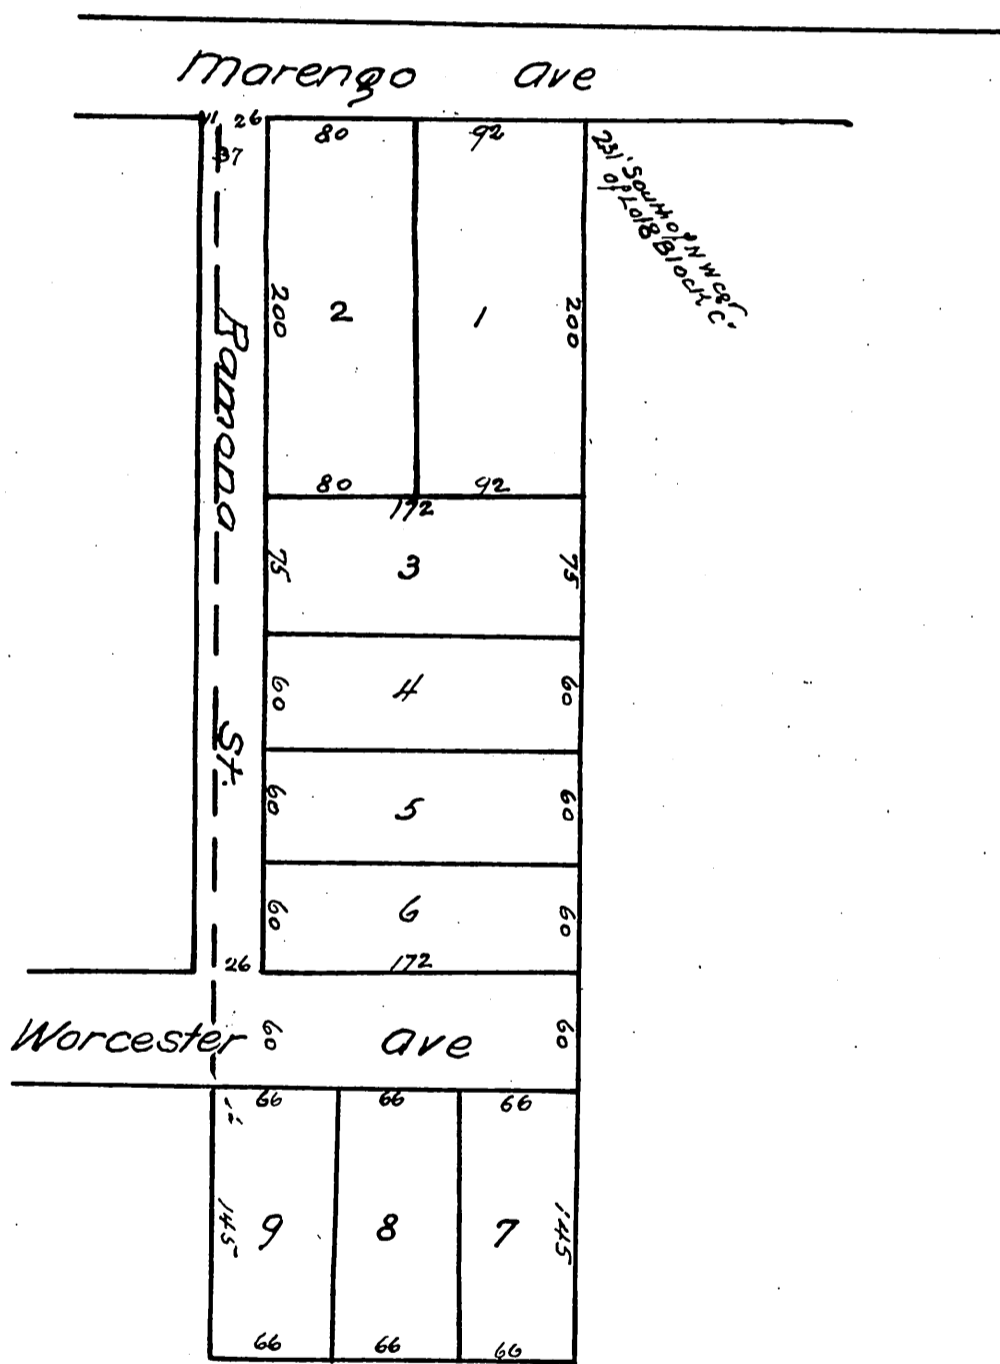 Marengo ave
11 26 80 92
37
231' South of N W cor
of Lot 8 Block C
200 2 1 200
Ramona St.
80 92
172
75 3 75
60 4 60
60 5 60
60 6 60
26 172
Worcester ave
60 60
66 66 66
145 9 8 7 145
66 66 66